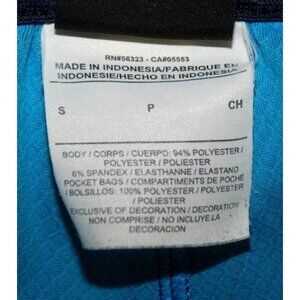 RN#56323 - CA#05553
MADE IN INDONESIA/FABRIQUE EN
INDONESIE/HECHO EN INDONESIA
S P CH
BODY / CORPS / CUERPO: 94% POLYESTER /
POLYESTER / POLIESTER
6% SPANDEX / ELASTHANNE / ELASTANO
POCKET BAGS / COMPARTIMENTS DE POCHE
/ BOLSILLOS: 100% POLYESTER / POLYESTER
/ POLIESTER
EXCLUSIVE OF DECORATION / DECORATION
NON COMPRISE / NO INCLUYE LA
DECORACION